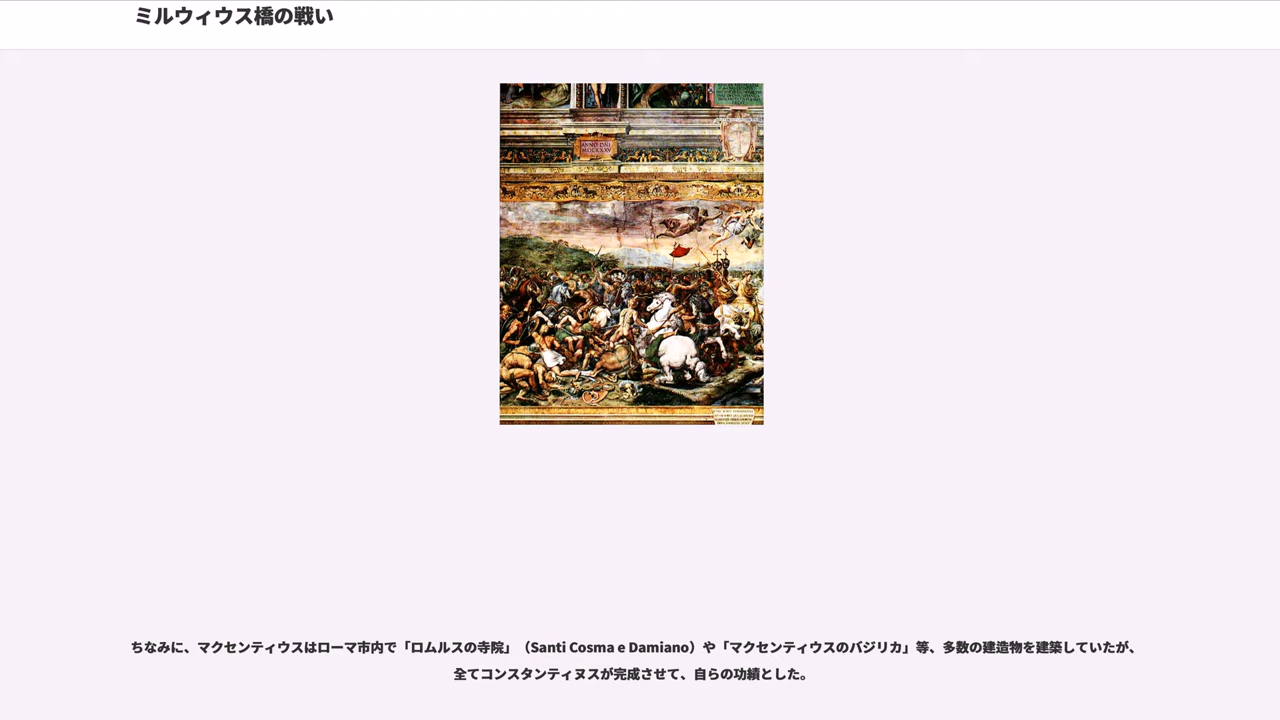 ミルウィウス橋の戦い
ANNO DNI
ちなみに、マクセンティウスはローマ市内で「ロムルスの寺院」（Santi Cosma e Damiano）や「マクセンティウスのバジリカ」等、多数の建造物を建築していたが、
全てコンスタンティヌスが完成させて、自らの功績とした。